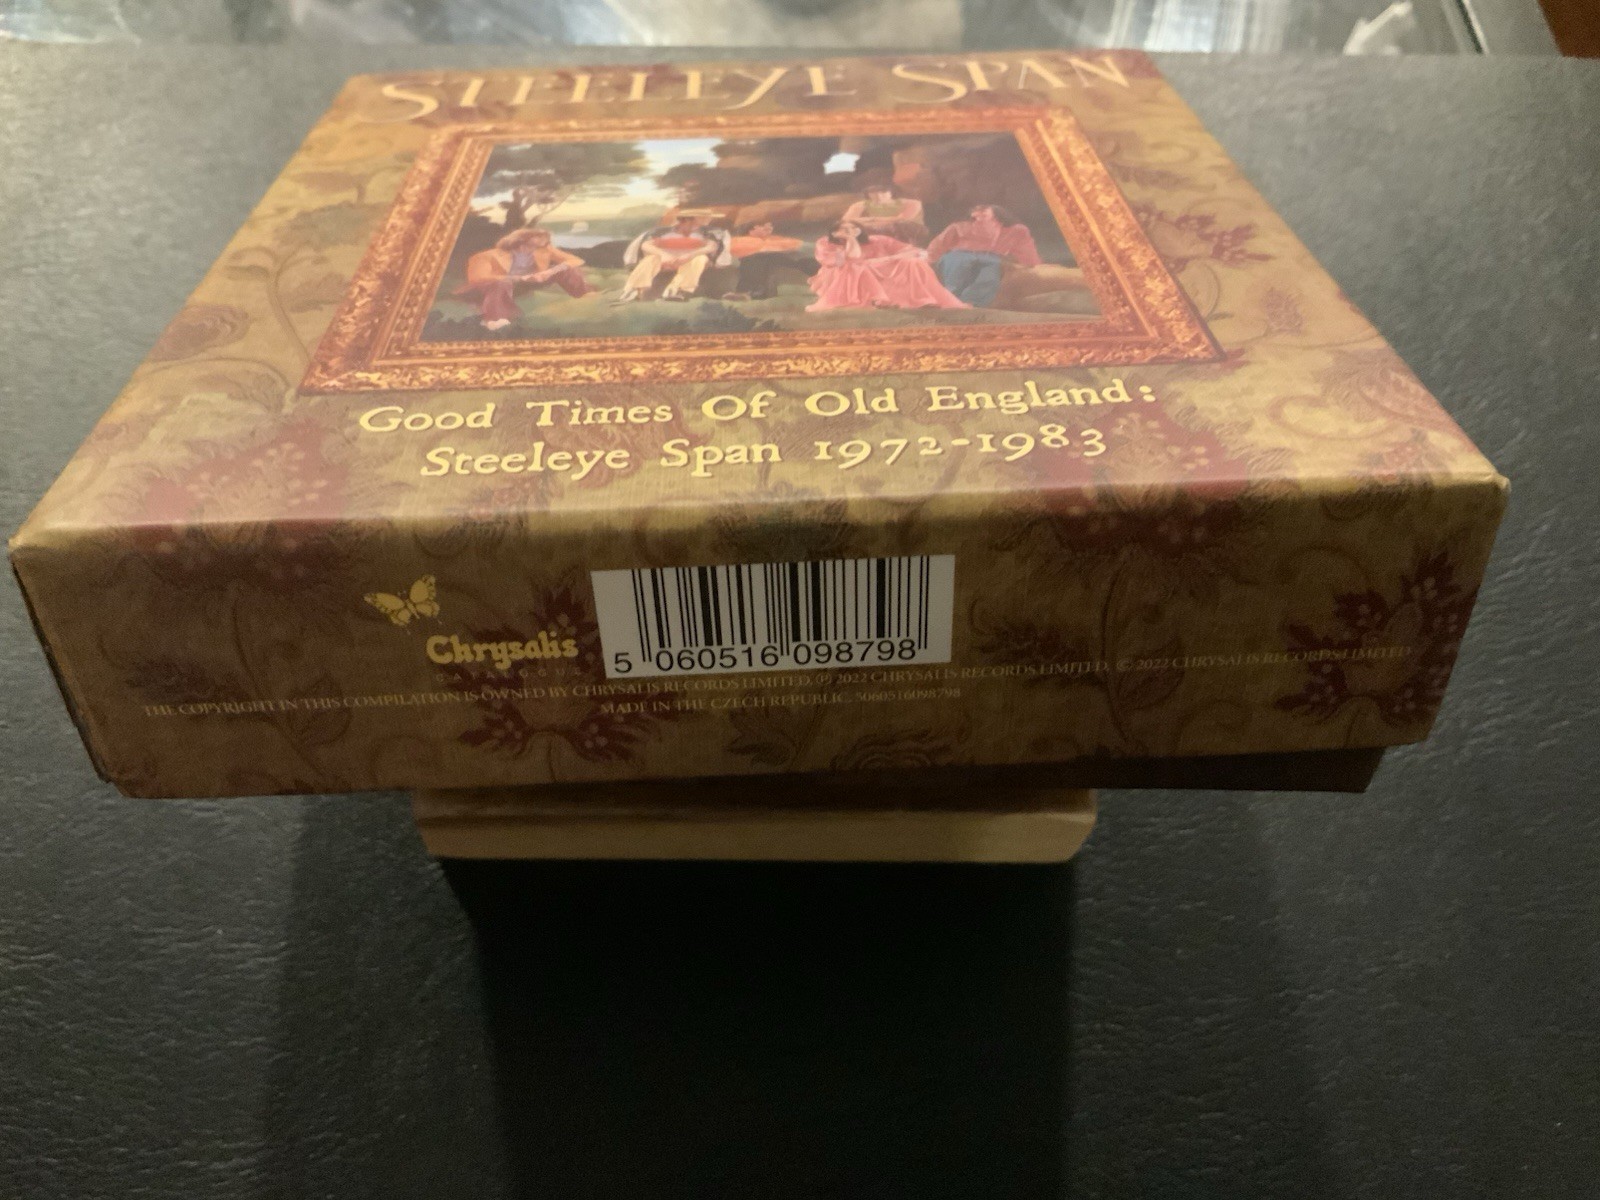 STEELEYE SPAN
Good Times Of Old England:
Steeleye Span 1972-1983
Chrysalis
CATALOGUE
5 060516 098798
THE COPYRIGHT IN THIS COMPILATION IS OWNED BY CHRYSALIS RECORDS LIMITED. ℗ 2022 CHRYSALIS RECORDS LIMITED. © 2022 CHRYSALIS RECORDS LIMITED
MADE IN THE CZECH REPUBLIC. 5060516098798